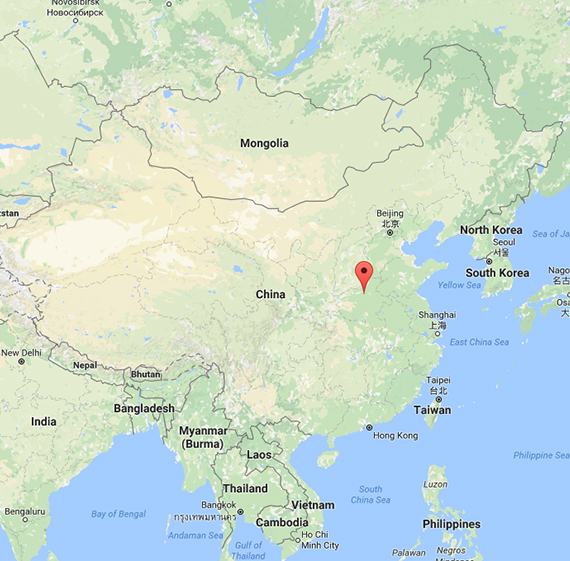 Novosibirsk
Новосибирск
Mongolia
Beijing
北京
North Korea
Seoul
서울
South Korea
Sea of Ja
Nago
名古
Osa
大
Yellow Sea
China
Shanghai
上海
East China Sea
New Delhi
Nepal
Bhutan
Bangladesh
India
Myanmar
(Burma)
Taipei
台北
Taiwan
Hong Kong
Laos
Thailand
Vietnam
Bangkok
กรุงเทพมหานคร
Cambodia
Ho Chi
Minh City
South
China Sea
Luzon
Philippine Sea
Philippines
Bengaluru
Bay of Bengal
Andaman Sea
Gulf of
Thailand
Palawan
Negros